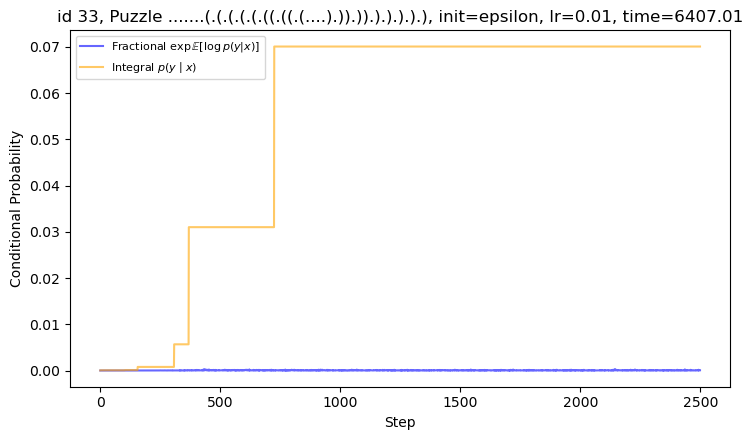 id 33, Puzzle .......(.(.(.(.(.((.((.(....).)).)).).).).).), init=epsilon, lr=0.01, time=6407.01
Fractional exp𝔼[log p(y|x)]
Integral p(y | x)
0.07
0.06
0.05
0.04
0.03
0.02
0.01
0.00
Conditional Probability
0 500 1000 1500 2000 2500
Step